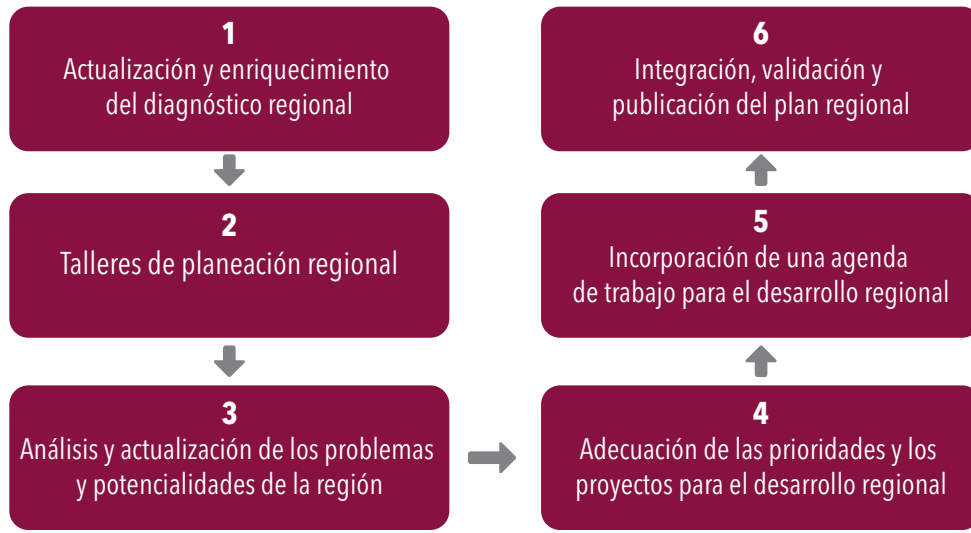 1
Actualización y enriquecimiento
del diagnóstico regional
2
Talleres de planeación regional
3
Análisis y actualización de los problemas
y potencialidades de la región
4
Adecuación de las prioridades y los
proyectos para el desarrollo regional
5
Incorporación de una agenda
de trabajo para el desarrollo regional
6
Integración, validación y
publicación del plan regional